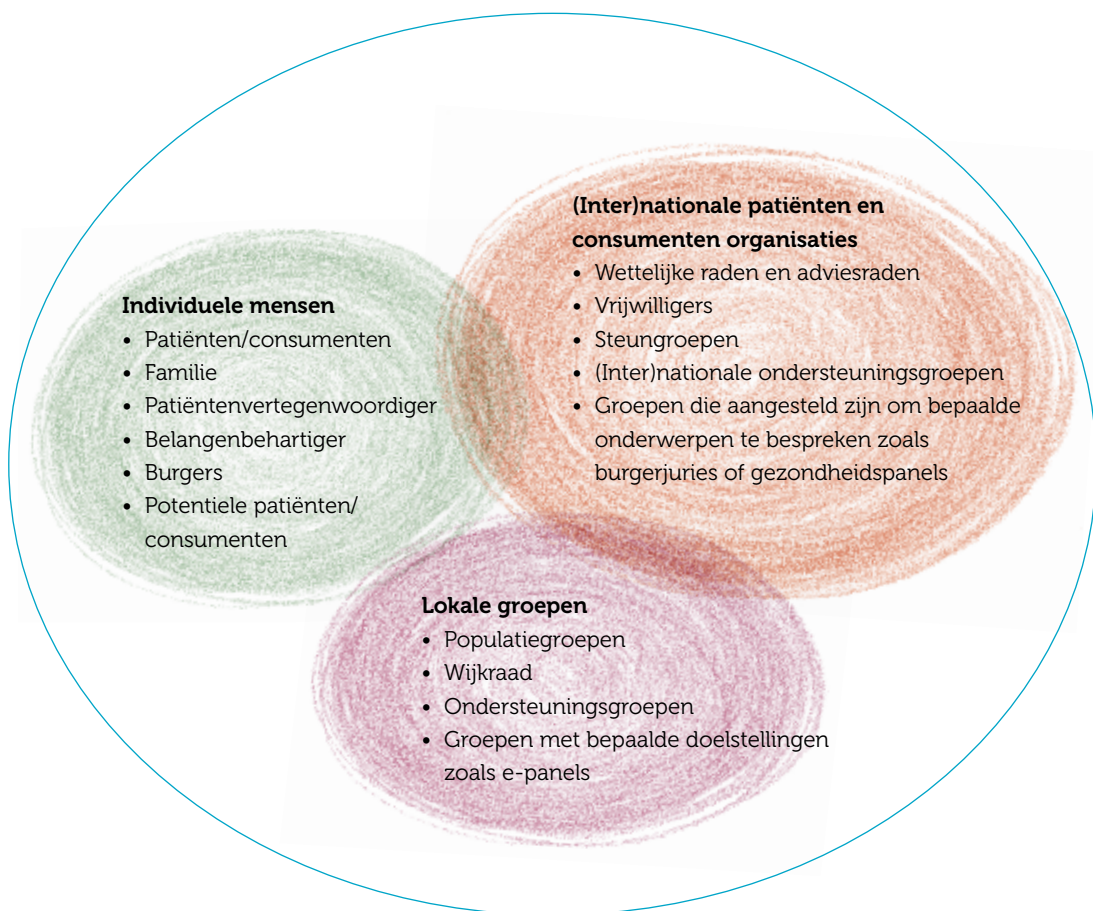 (Inter)nationale patiënten en
consumenten organisaties
• Wettelijke raden en adviesraden
• Vrijwilligers
• Steungroepen
• (Inter)nationale ondersteuningsgroepen
• Groepen die aangesteld zijn om bepaalde
onderwerpen te bespreken zoals
burgerjuries of gezondheidspanels
Individuele mensen
• Patiënten/consumenten
• Familie
• Patiëntenvertegenwoordiger
• Belangenbehartiger
• Burgers
• Potentiele patiënten/
consumenten
Lokale groepen
• Populatiegroepen
• Wijkraad
• Ondersteuningsgroepen
• Groepen met bepaalde doelstellingen
zoals e-panels